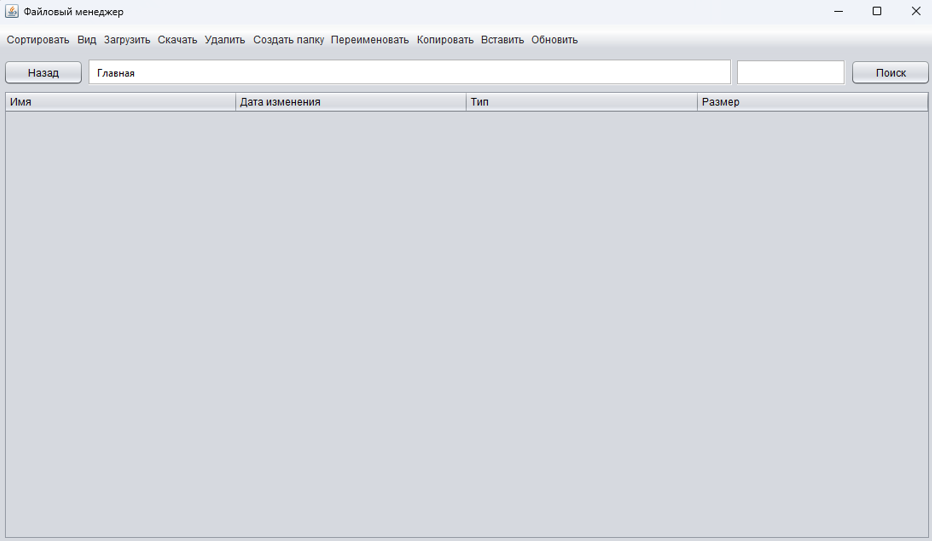 Файловый менеджер
Сортировать Вид Загрузить Скачать Удалить Создать папку Переименовать Копировать Вставить Обновить
Назад Главная Поиск
Имя Дата изменения Тип Размер